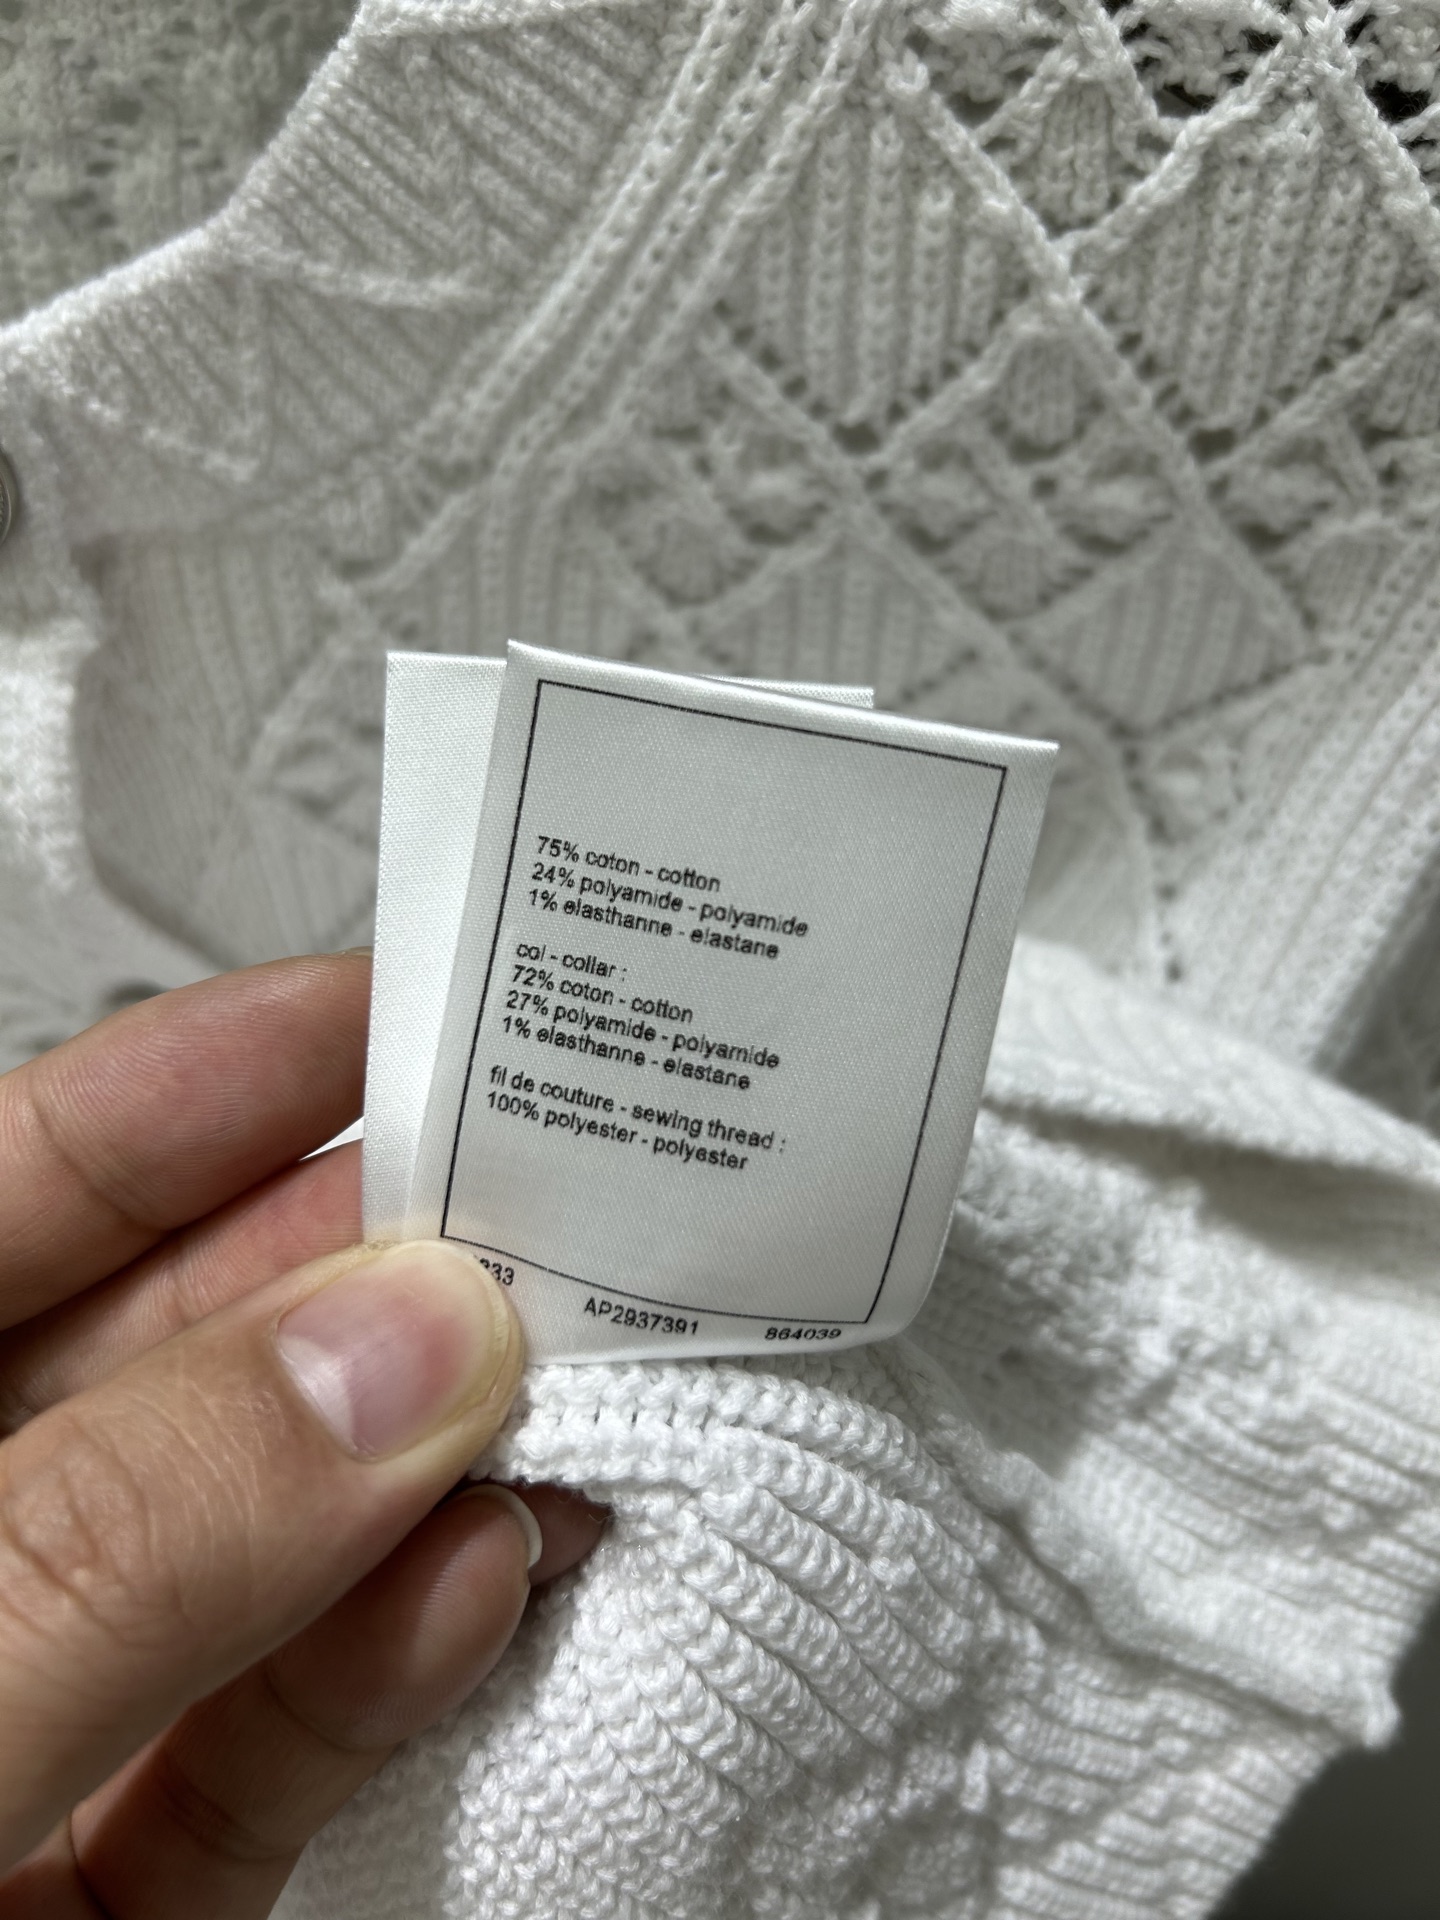 75% coton - cotton
24% polyamide - polyamide
1% elasthanne - elastane
col - collar :
72% coton - cotton
27% polyamide - polyamide
1% elasthanne - elastane
fil de couture - sewing thread :
100% polyester - polyester
AP2937391
864039